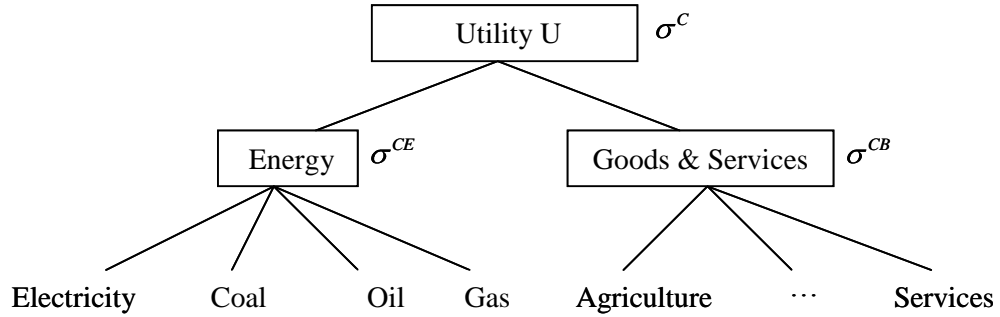 Utility U σ^C
Energy σ^CE Goods & Services σ^CB
Electricity Coal Oil Gas Agriculture ... Services